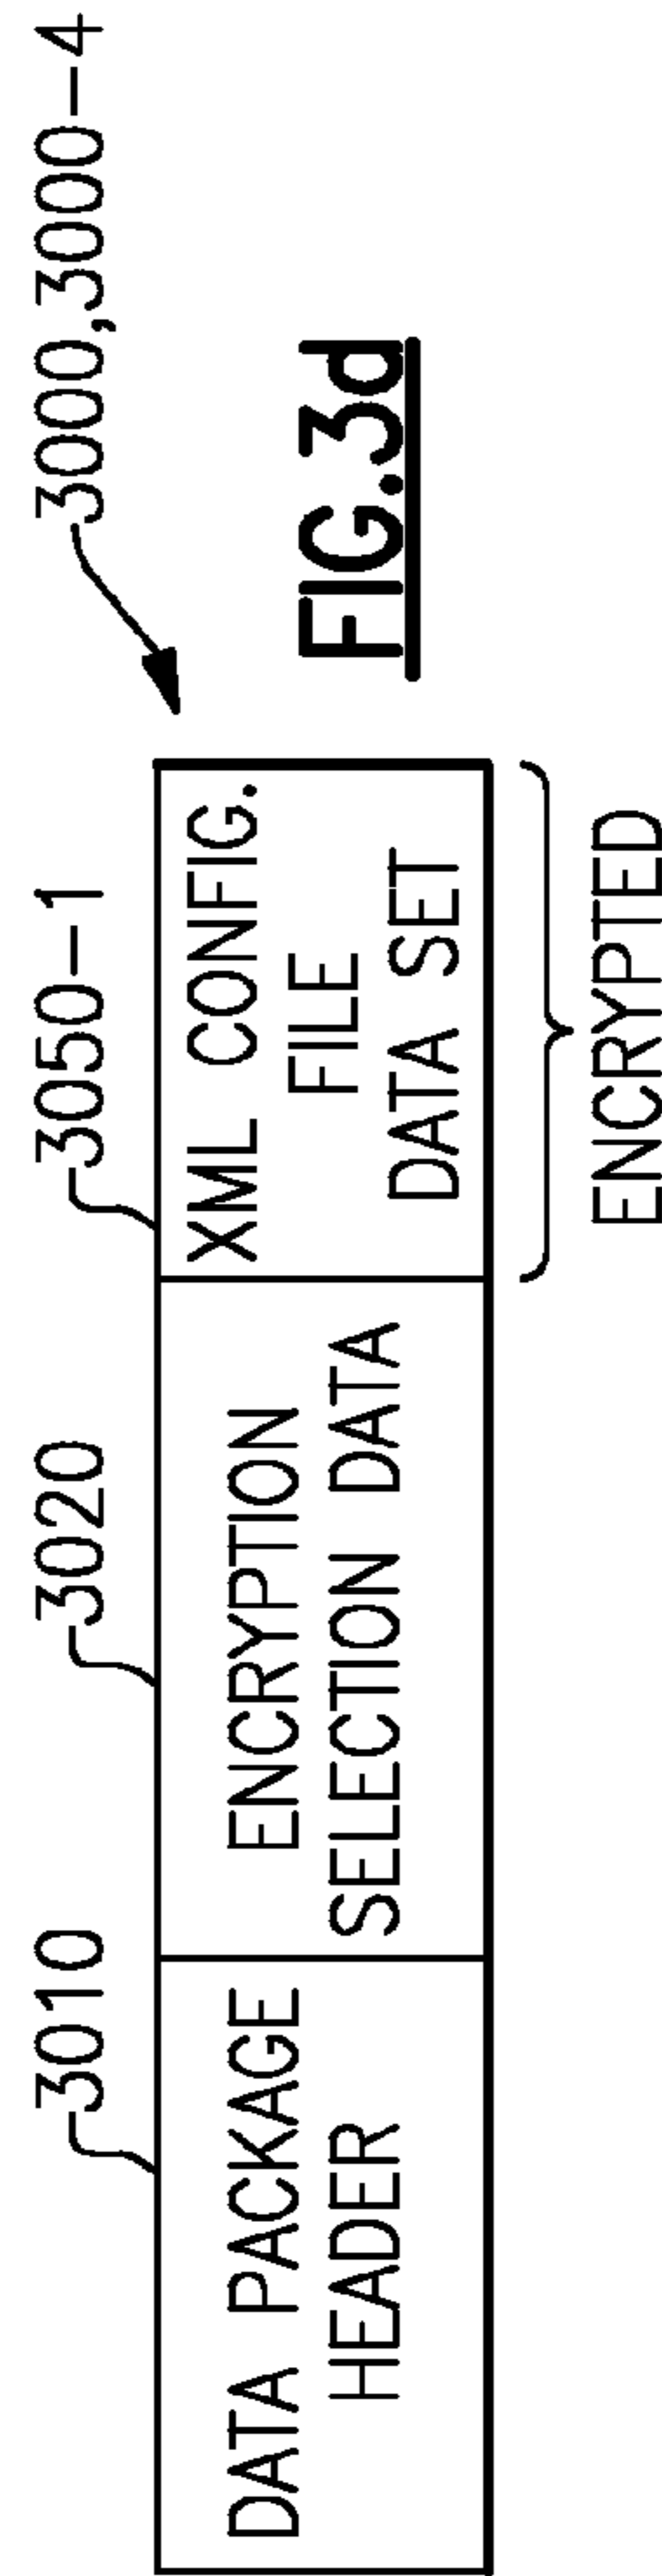 3010
3020
3050-1
3000,3000-4
DATA PACKAGE
HEADER
ENCRYPTION
SELECTION DATA
XML CONFIG.
FILE
DATA SET
ENCRYPTED
FIG.3d